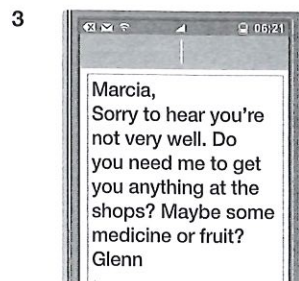 3
06:21
Marcia,
Sorry to hear you're
not very well. Do
you need me to get
you anything at the
shops? Maybe some
medicine or fruit?
Glenn